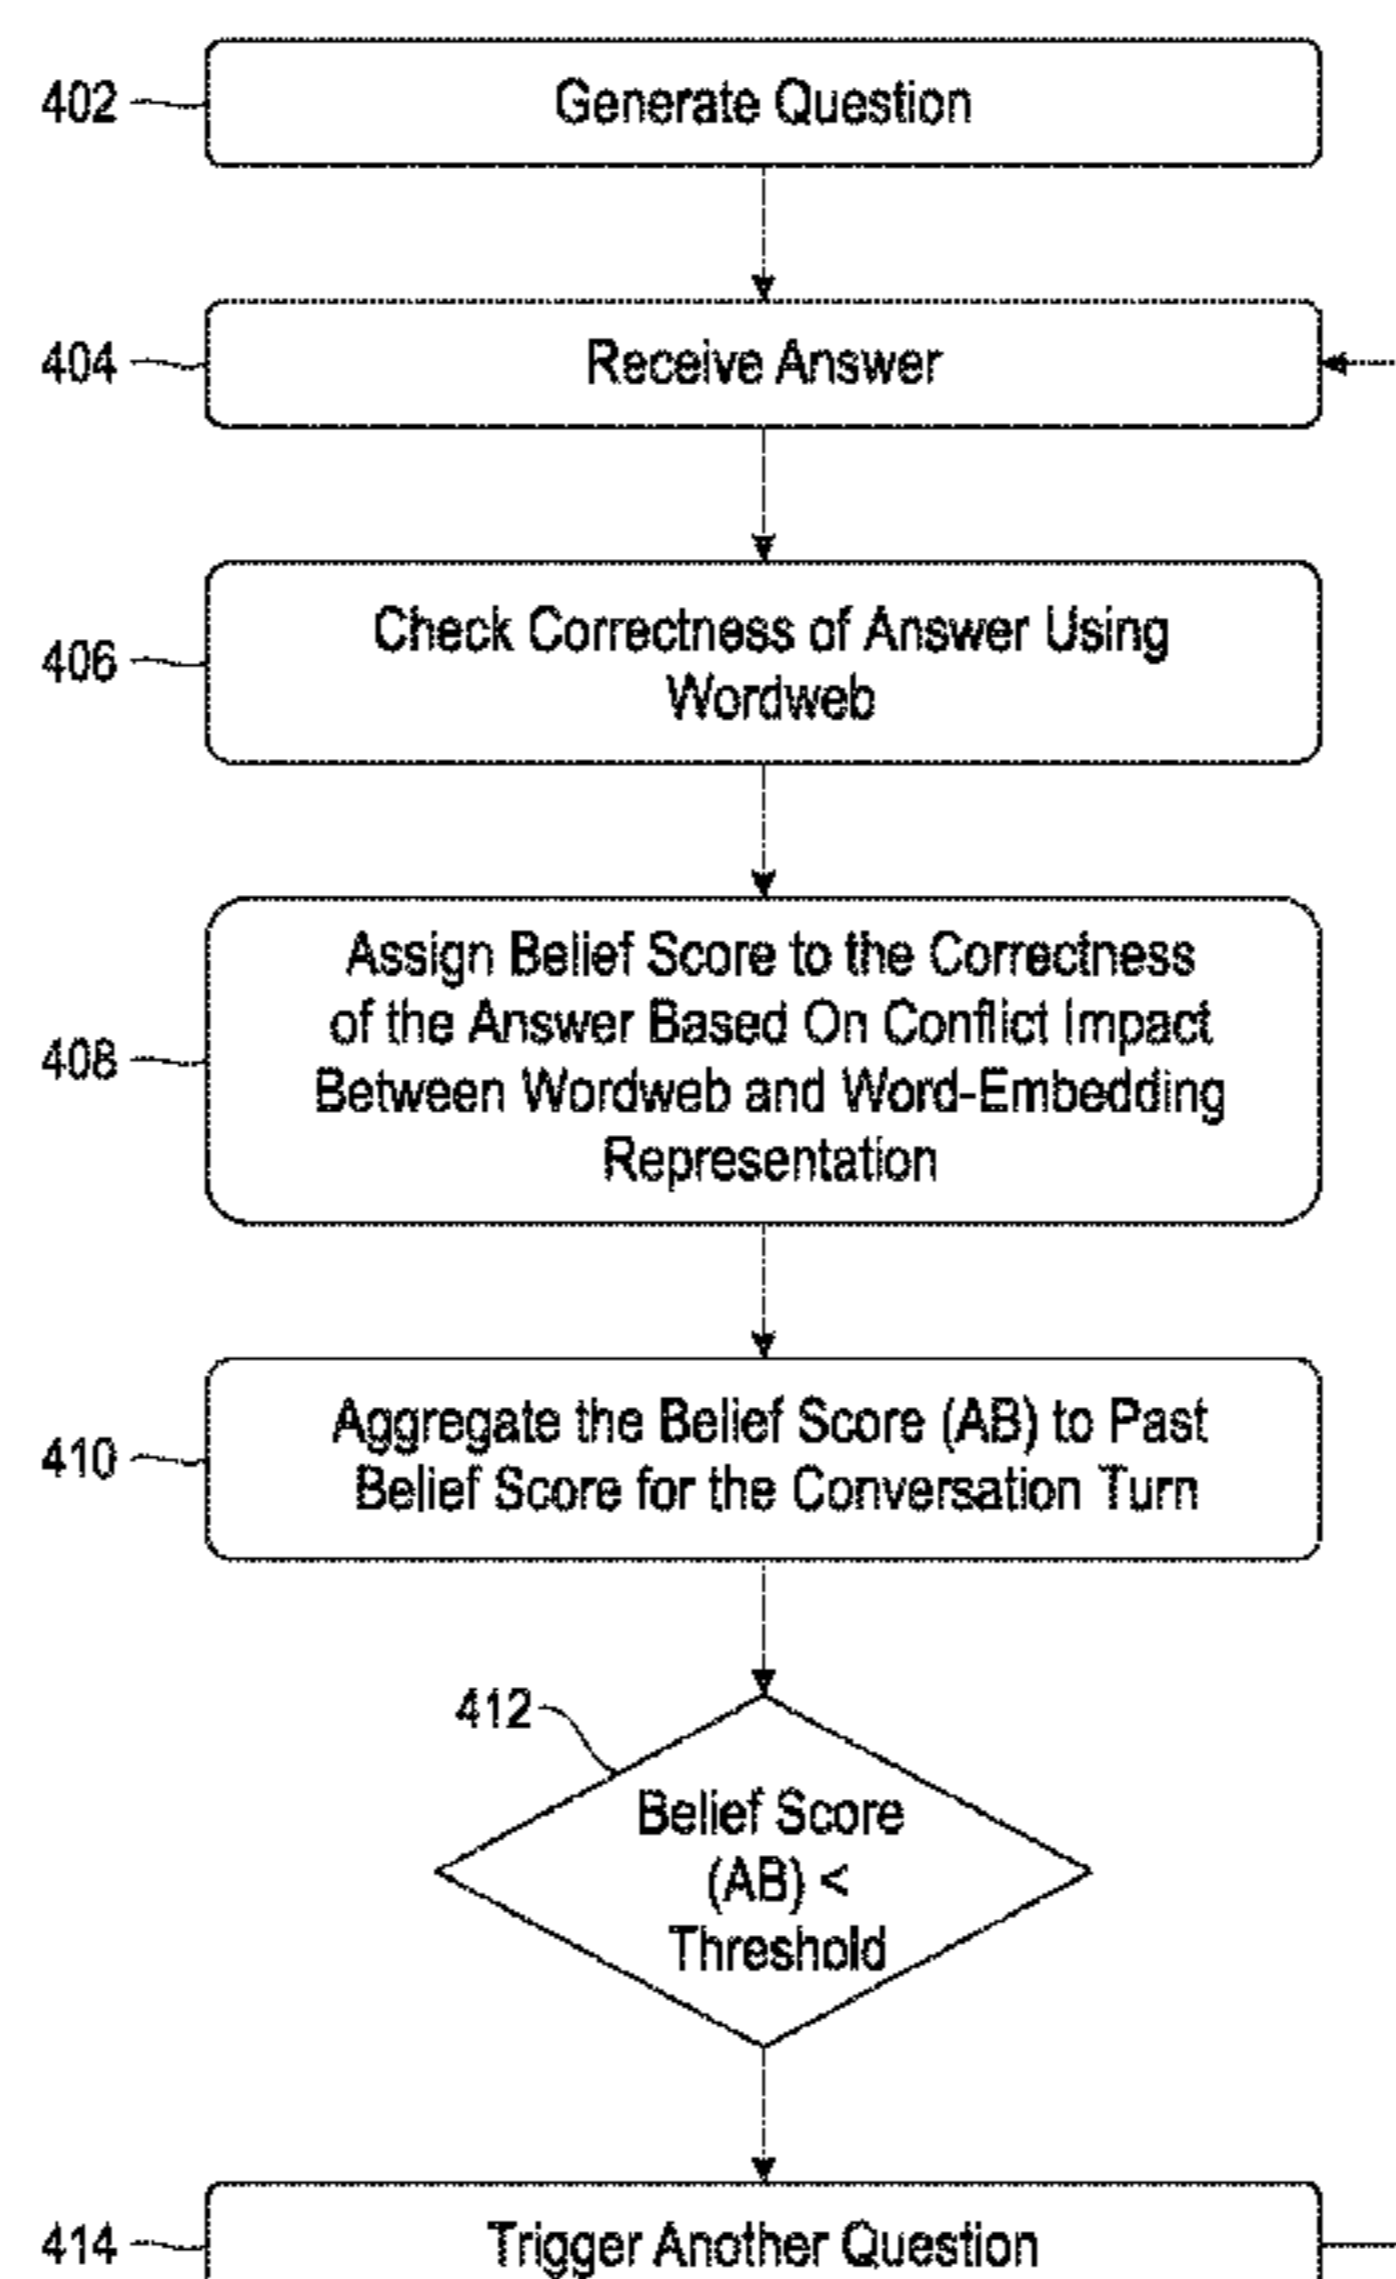 402
Generate Question
404
Receive Answer
406
Check Correctness of Answer Using
Wordweb
408
Assign Belief Score to the Correctness
of the Answer Based On Conflict Impact
Between Wordweb and Word-Embedding
Representation
410
Aggregate the Belief Score (AB) to Past
Belief Score for the Conversation Turn
412
Belief Score
(AB) <
Threshold
414
Trigger Another Question